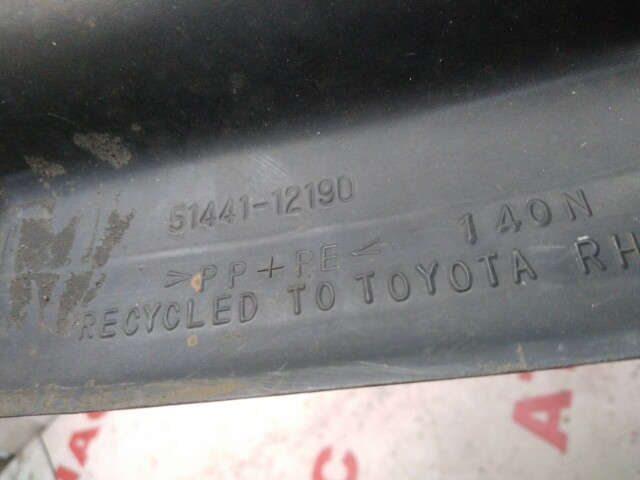 51441-12190
140N
>PP+PE<
RECYCLED TO TOYOTA RH